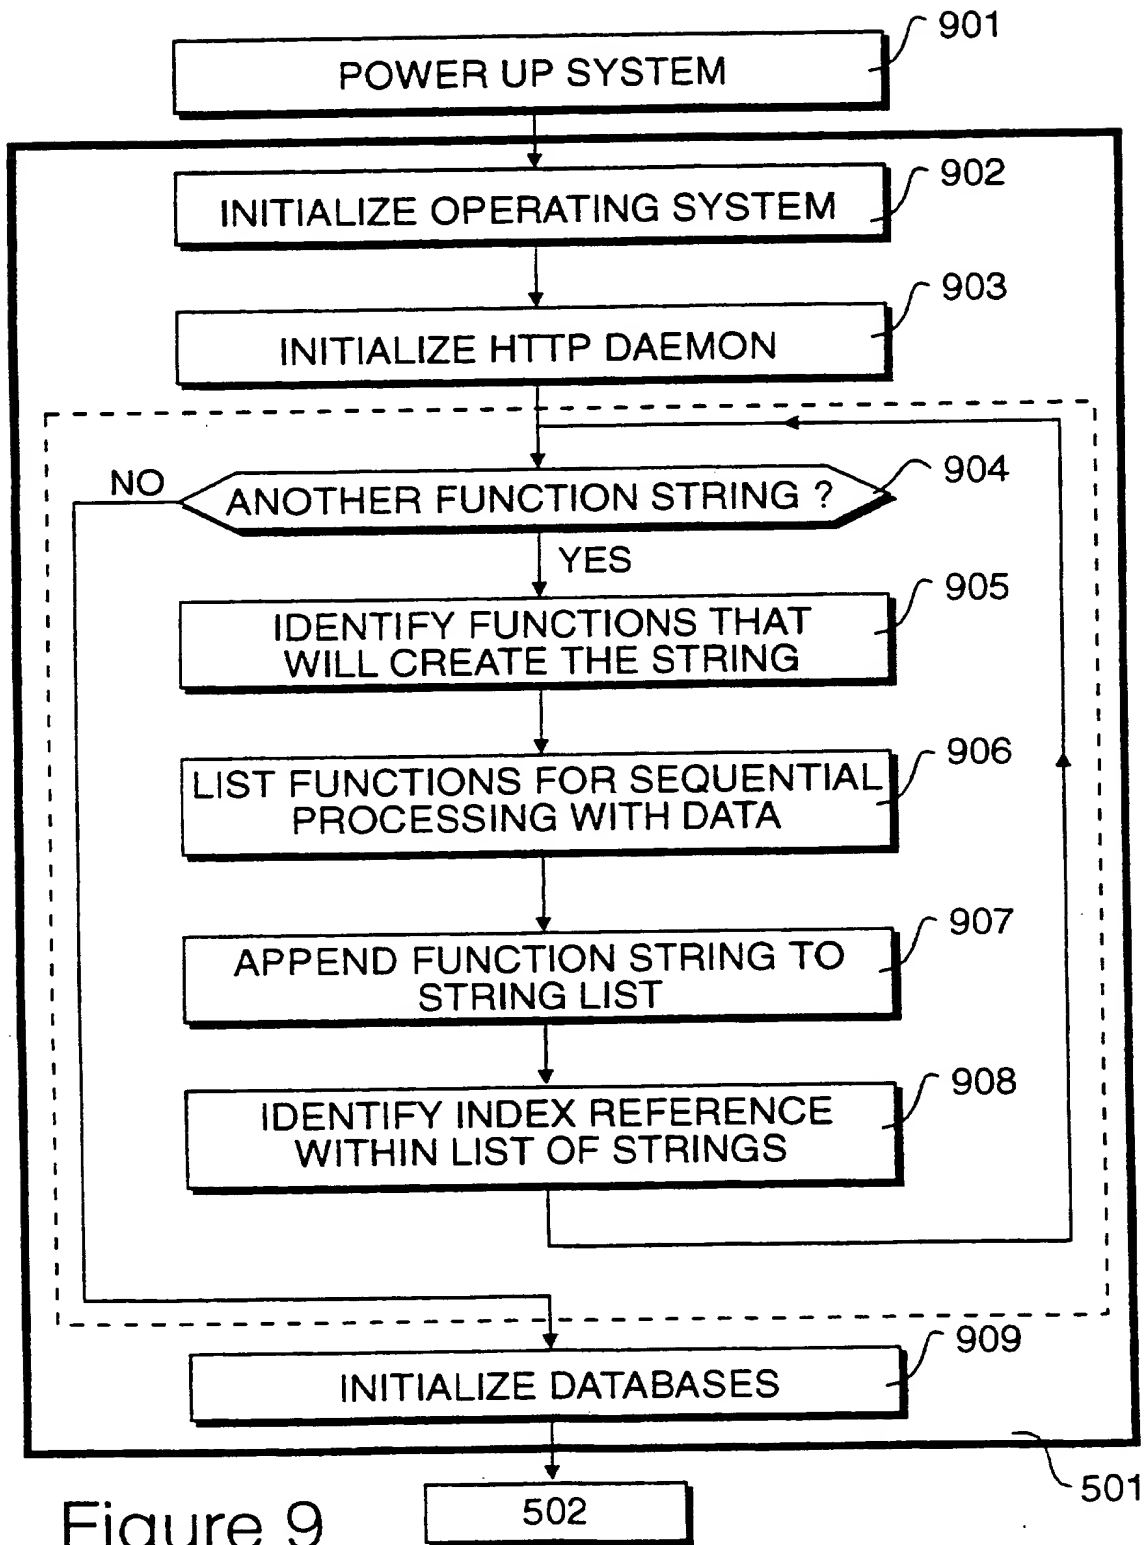 901
POWER UP SYSTEM
902
INITIALIZE OPERATING SYSTEM
903
INITIALIZE HTTP DAEMON
NO
904
ANOTHER FUNCTION STRING ?
YES
905
IDENTIFY FUNCTIONS THAT
WILL CREATE THE STRING
906
LIST FUNCTIONS FOR SEQUENTIAL
PROCESSING WITH DATA
907
APPEND FUNCTION STRING TO
STRING LIST
908
IDENTIFY INDEX REFERENCE
WITHIN LIST OF STRINGS
909
INITIALIZE DATABASES
501
502
Figure 9